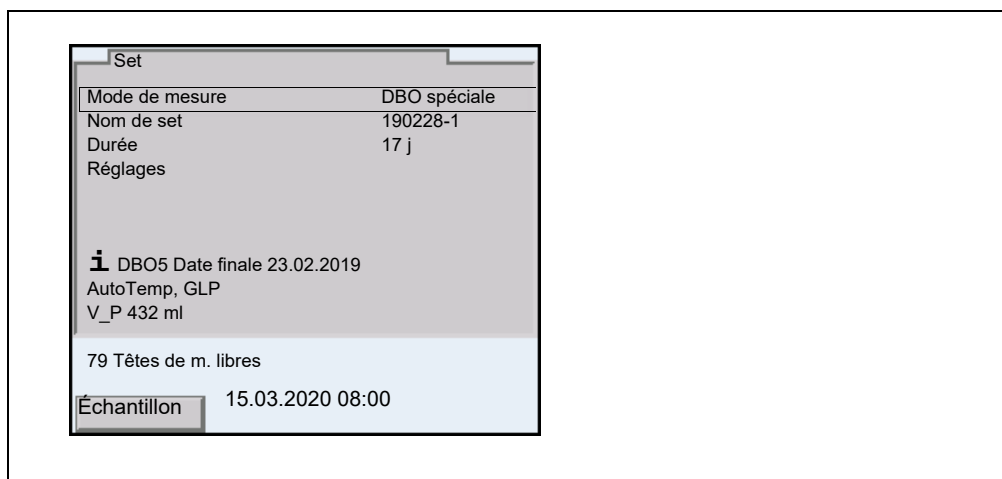 Set
Mode de mesure DBO spéciale
Nom de set 190228-1
Durée 17 j
Réglages
i DBO5 Date finale 23.02.2019
AutoTemp, GLP
V_P 432 ml
79 Têtes de m. libres
Échantillon 15.03.2020 08:00